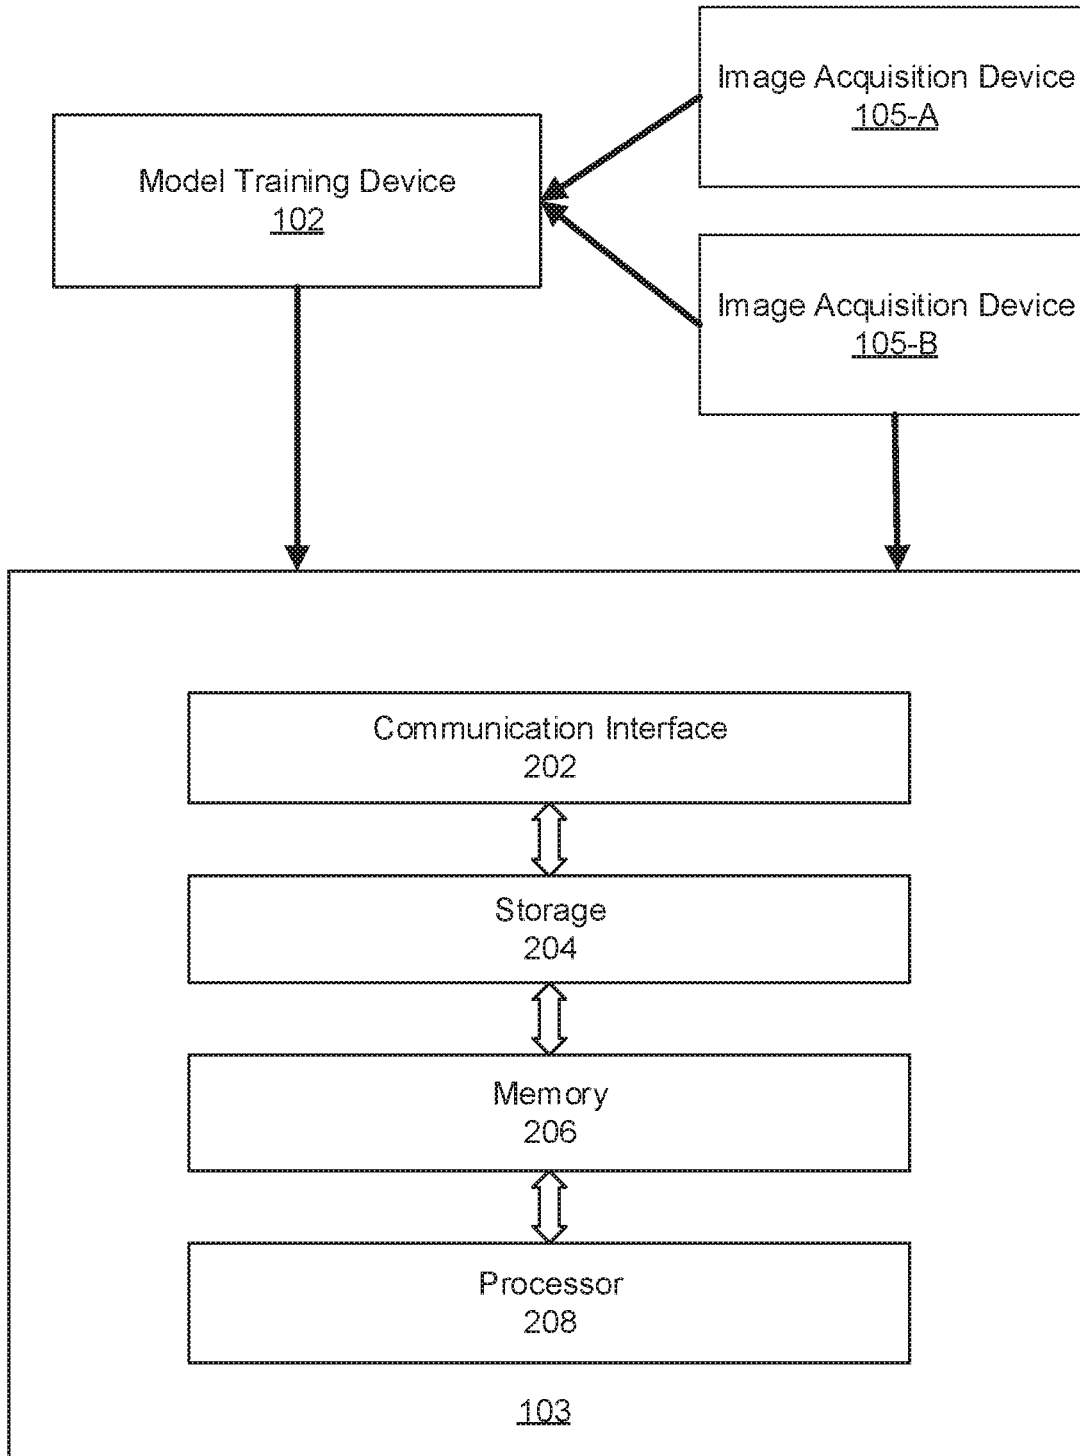 Image Acquisition Device
105-A
Model Training Device
102
Image Acquisition Device
105-B
Communication Interface
202
Storage
204
Memory
206
Processor
208
103